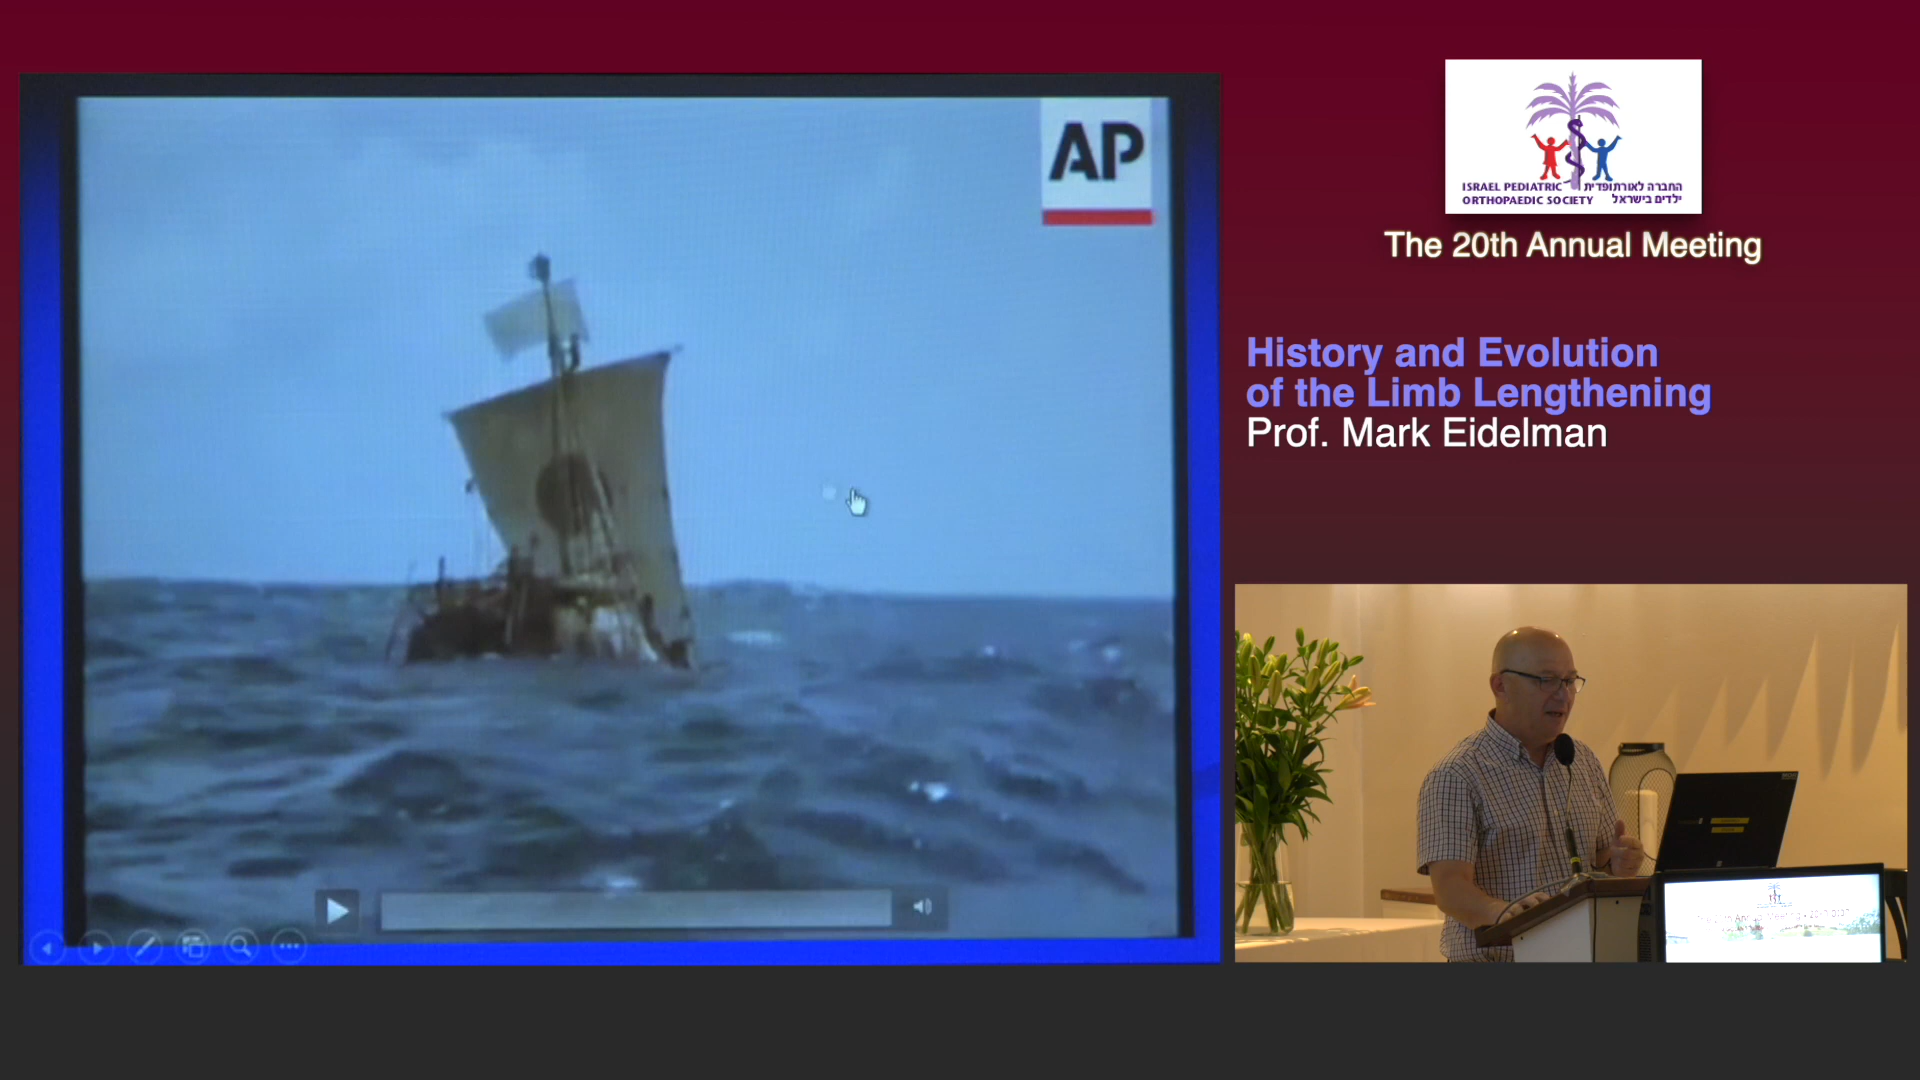 AP
ISRAEL PEDIATRIC החברה לאורתופדית
ORTHOPAEDIC SOCIETY ילדים בישראל
The 20th Annual Meeting
History and Evolution
of the Limb Lengthening
Prof. Mark Eidelman